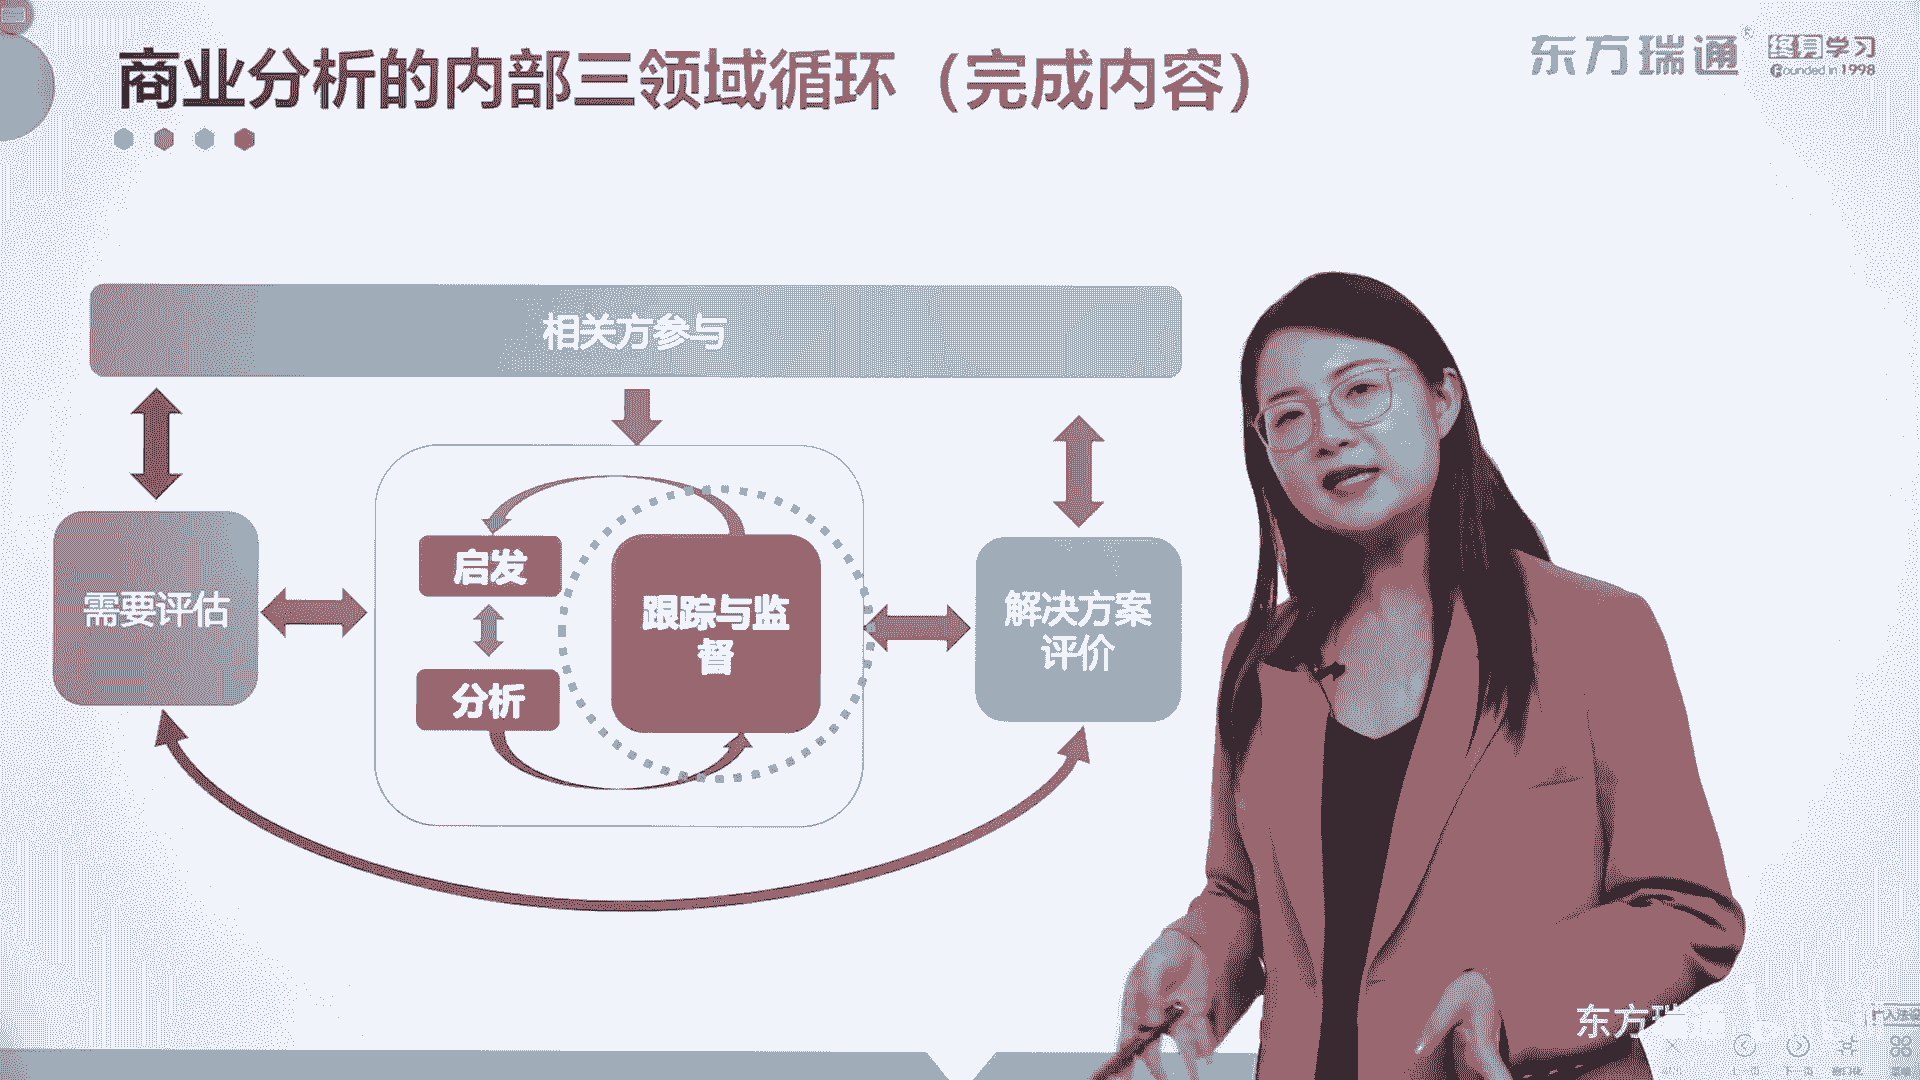 商业分析的内部三领域循环（完成内容）
东方瑞通®
终身学习
Founded in 1998
相关方参与
需要评估
启发
分析
跟踪与监
督
解决方案
评价
东方瑞通